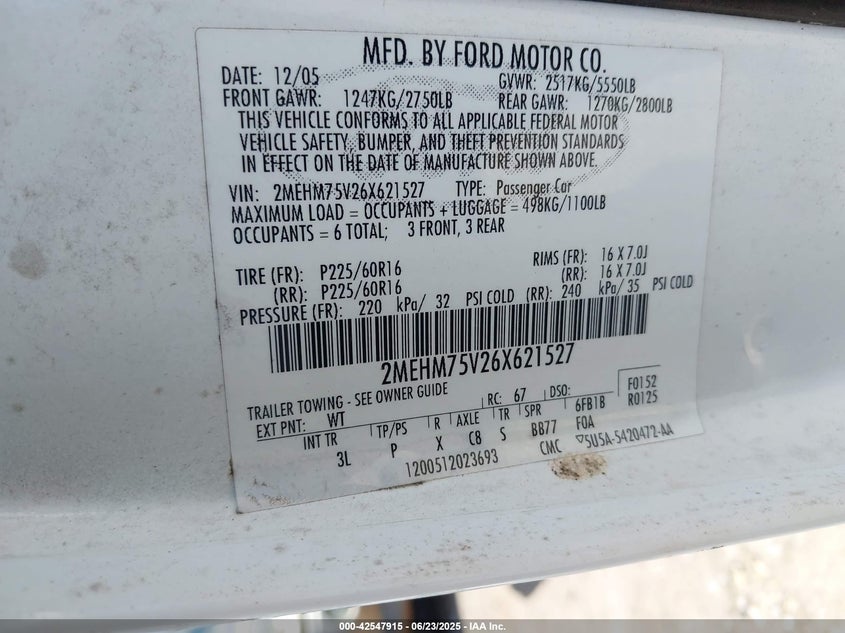 MFD. BY FORD MOTOR CO.
DATE: 12/05 GVWR: 2517KG/5550LB
FRONT GAWR: 1247KG/2750LB REAR GAWR: 1270KG/2800LB
THIS VEHICLE CONFORMS TO ALL APPLICABLE FEDERAL MOTOR
VEHICLE SAFETY, BUMPER, AND THEFT PREVENTION STANDARDS
IN EFFECT ON THE DATE OF MANUFACTURE SHOWN ABOVE.
VIN: 2MEHM75V26X621527 TYPE: Passenger Car
MAXIMUM LOAD = OCCUPANTS + LUGGAGE = 498KG/1100LB
OCCUPANTS = 6 TOTAL; 3 FRONT, 3 REAR
TIRE (FR): P225/60R16 RIMS (FR): 16 X 7.0J
(RR): P225/60R16 (RR): 16 X 7.0J
PRESSURE (FR): 220 kPa/ 32 PSI COLD (RR): 240 kPa/ 35 PSI COLD
2MEHM75V26X621527
TRAILER TOWING - SEE OWNER GUIDE
EXT PNT: WT RC: 67 DSO: F0152
INT TR TP/PS R AXLE TR SPR 6FB1B R0125
3L P X C8 S BB77 FOA
1200512023693 CMC ▽5U5A-5420472-AA
000-42547915 - 06/23/2025 - IAA Inc.